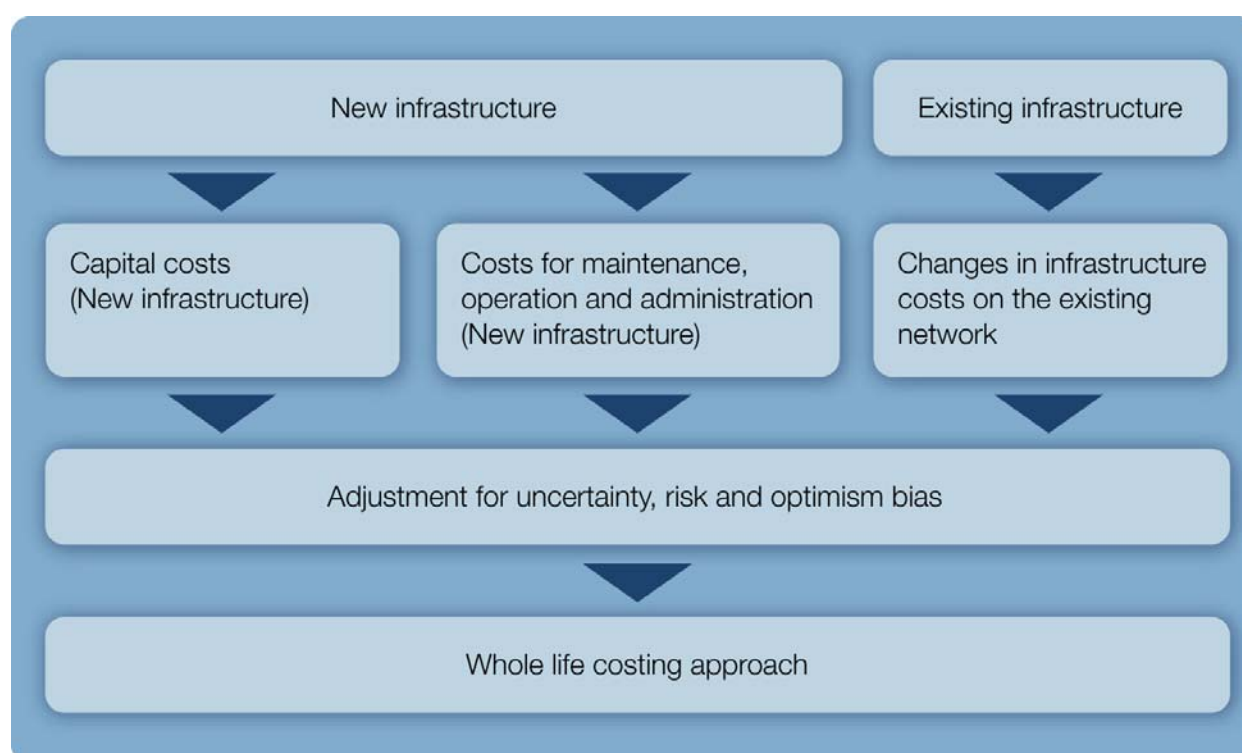 New infrastructure
Existing infrastructure
Capital costs
(New infrastructure)
Costs for maintenance,
operation and administration
(New infrastructure)
Changes in infrastructure
costs on the existing
network
Adjustment for uncertainty, risk and optimism bias
Whole life costing approach